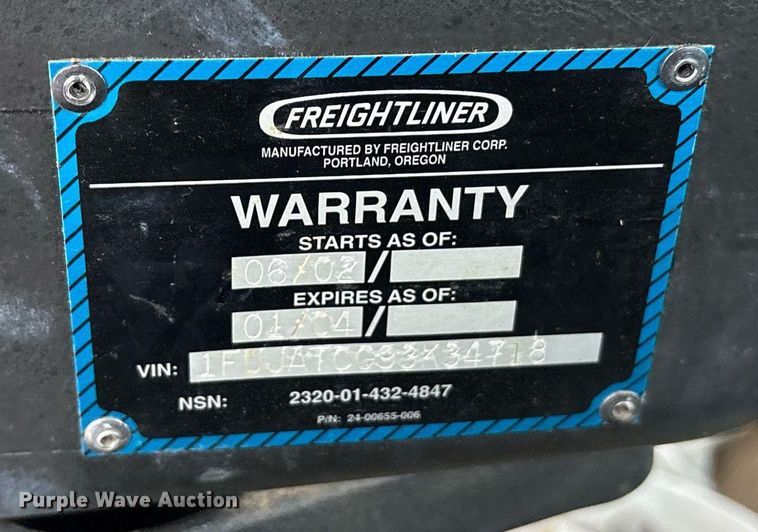 FREIGHTLINER
MANUFACTURED BY FREIGHTLINER CORP.
PORTLAND, OREGON
WARRANTY
STARTS AS OF:
06/02 /
EXPIRES AS OF:
01/04 /
VIN:
NSN: 2320-01-432-4847
P/N: 24-00655-006
Purple Wave Auction